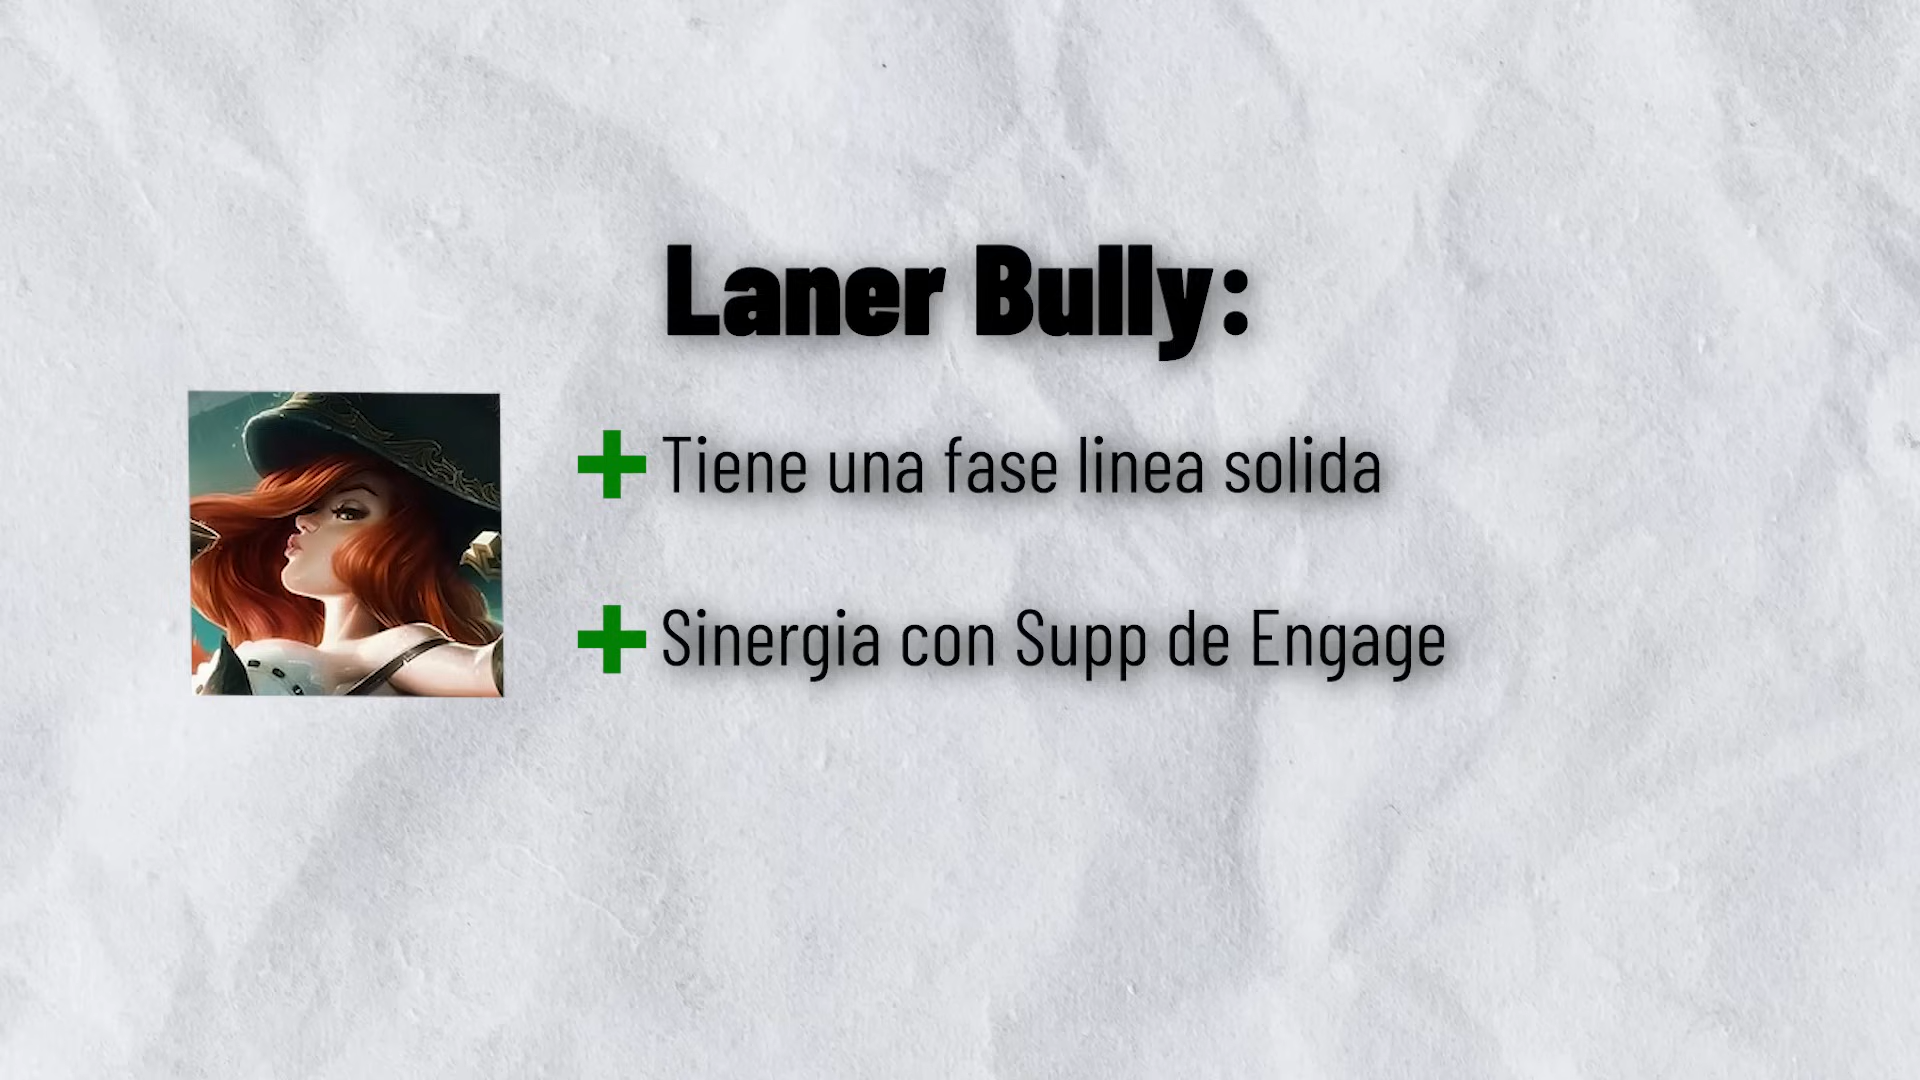 Laner Bully:
Tiene una fase linea solida
Sinergia con Supp de Engage